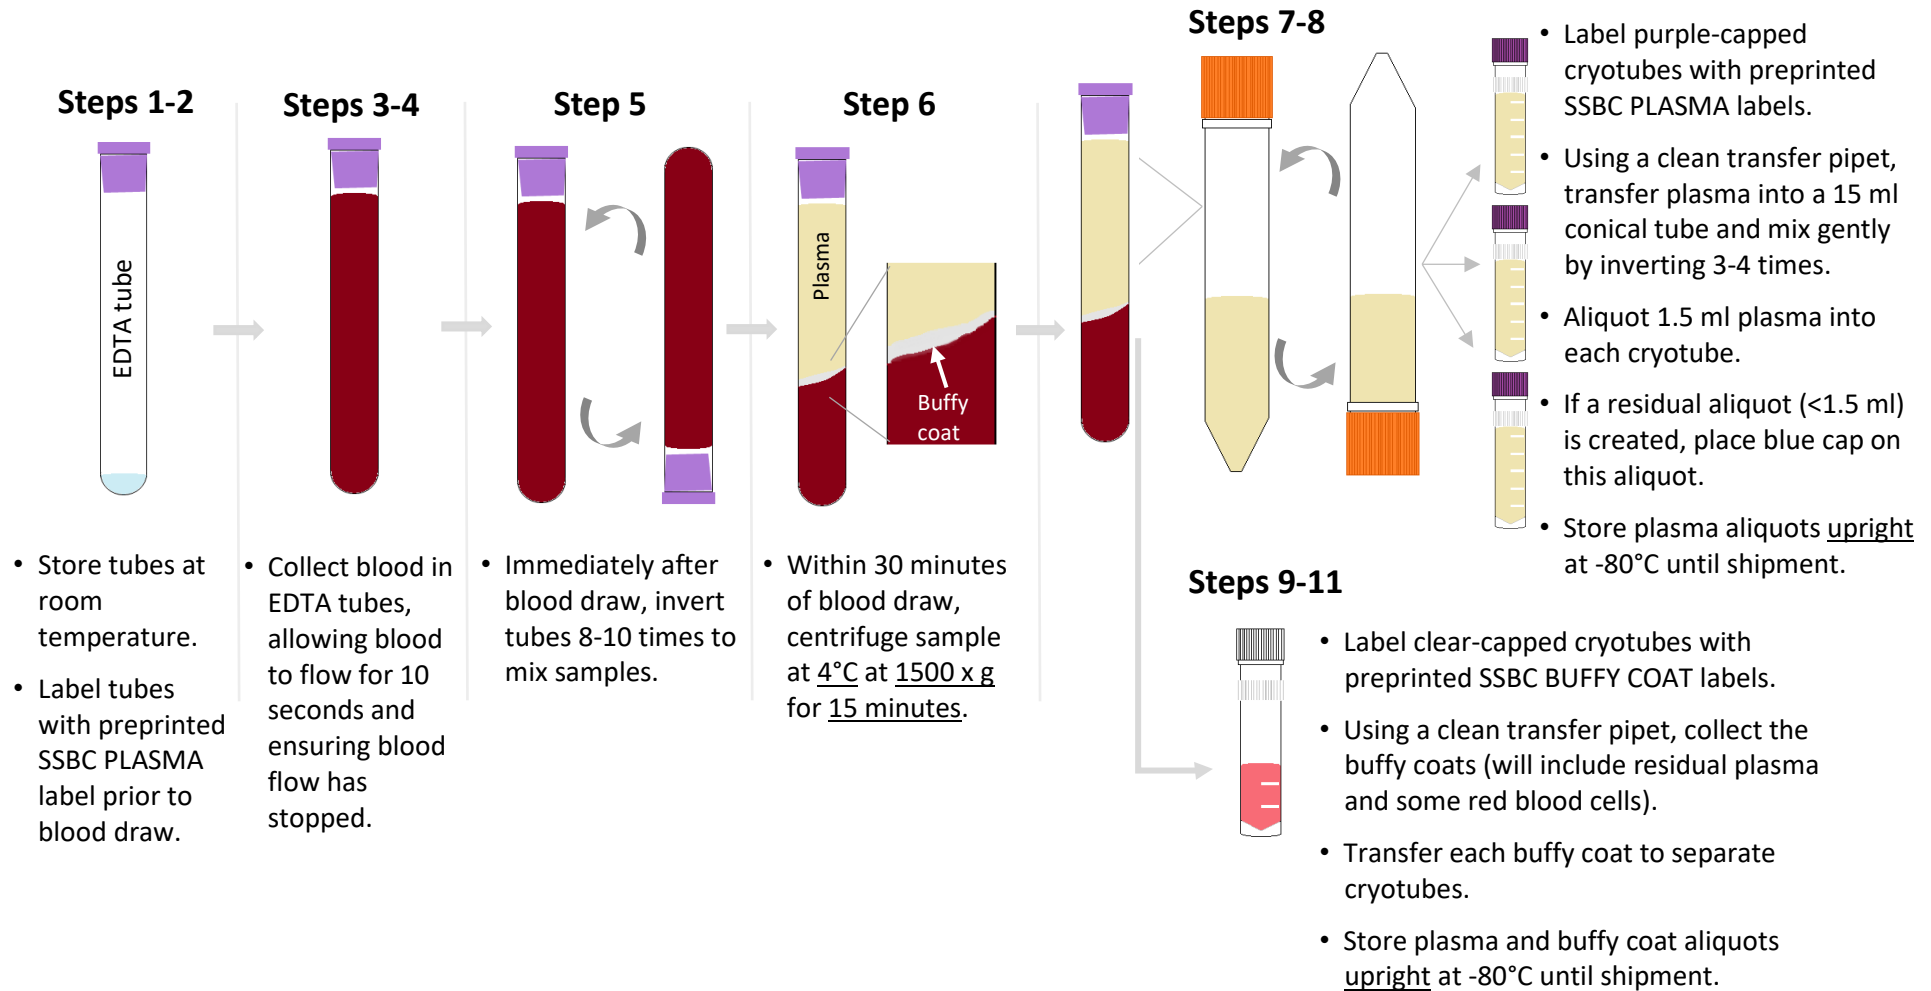 Steps 1-2
EDTA tube
• Store tubes at
room
temperature.
• Label tubes
with preprinted
SSBC PLASMA
label prior to
blood draw.
Steps 3-4
• Collect blood in
EDTA tubes,
allowing blood
to flow for 10
seconds and
ensuring blood
flow has
stopped.
Step 5
• Immediately after
blood draw, invert
tubes 8-10 times to
mix samples.
Step 6
Plasma
Buffy
coat
• Within 30 minutes
of blood draw,
centrifuge sample
at 4°C at 1500 x g
for 15 minutes.
Steps 7-8
• Label purple-capped
cryotubes with preprinted
SSBC PLASMA labels.
• Using a clean transfer pipet,
transfer plasma into a 15 ml
conical tube and mix gently
by inverting 3-4 times.
• Aliquot 1.5 ml plasma into
each cryotube.
• If a residual aliquot (<1.5 ml)
is created, place blue cap on
this aliquot.
• Store plasma aliquots upright
at -80°C until shipment.
Steps 9-11
• Label clear-capped cryotubes with
preprinted SSBC BUFFY COAT labels.
• Using a clean transfer pipet, collect the
buffy coats (will include residual plasma
and some red blood cells).
• Transfer each buffy coat to separate
cryotubes.
• Store plasma and buffy coat aliquots
upright at -80°C until shipment.